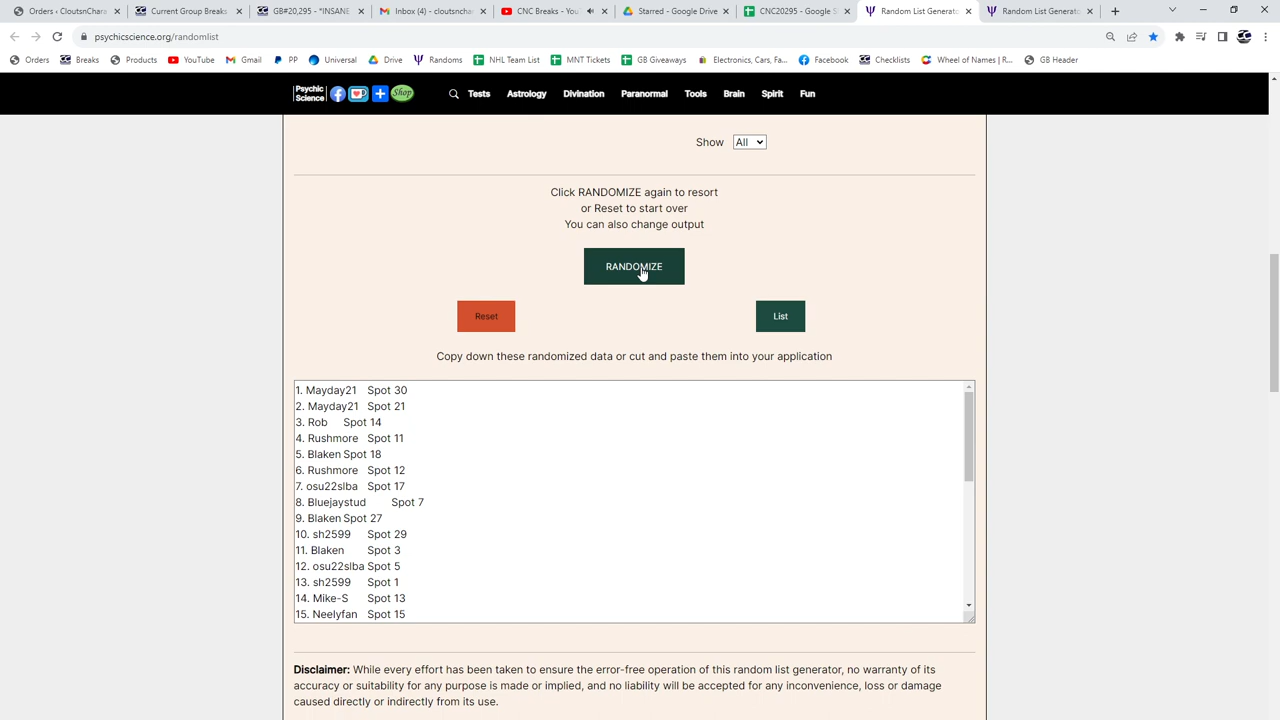 Orders ‹ CloutsnChara
Current Group Breaks
GB#20,295 - *INSANE
Inbox (4) - cloutsnchar
CNC Breaks - You
Starred - Google Drive
CNC20295 - Google S
Random List Generato
Random List Generato
psychicscience.org/randomlist
Orders
Breaks
Products
YouTube
Gmail
PP
Universal
Drive
Randoms
NHL Team List
MNT Tickets
GB Giveaways
Electronics, Cars, Fa...
Facebook
Checklists
Wheel of Names | R...
GB Header
Psychic
Science
Shop
Tests
Astrology
Divination
Paranormal
Tools
Brain
Spirit
Fun
Show All
Click RANDOMIZE again to resort
or Reset to start over
You can also change output
RANDOMIZE
Reset
List
Copy down these randomized data or cut and paste them into your application
1. Mayday21 Spot 30
2. Mayday21 Spot 21
3. Rob Spot 14
4. Rushmore Spot 11
5. Blaken Spot 18
6. Rushmore Spot 12
7. osu22slba Spot 17
8. Bluejaystud Spot 7
9. Blaken Spot 27
10. sh2599 Spot 29
11. Blaken Spot 3
12. osu22slba Spot 5
13. sh2599 Spot 1
14. Mike-S Spot 13
15. Neelyfan Spot 15
Disclaimer: While every effort has been taken to ensure the error-free operation of this random list generator, no warranty of its
accuracy or suitability for any purpose is made or implied, and no liability will be accepted for any inconvenience, loss or damage
caused directly or indirectly from its use.